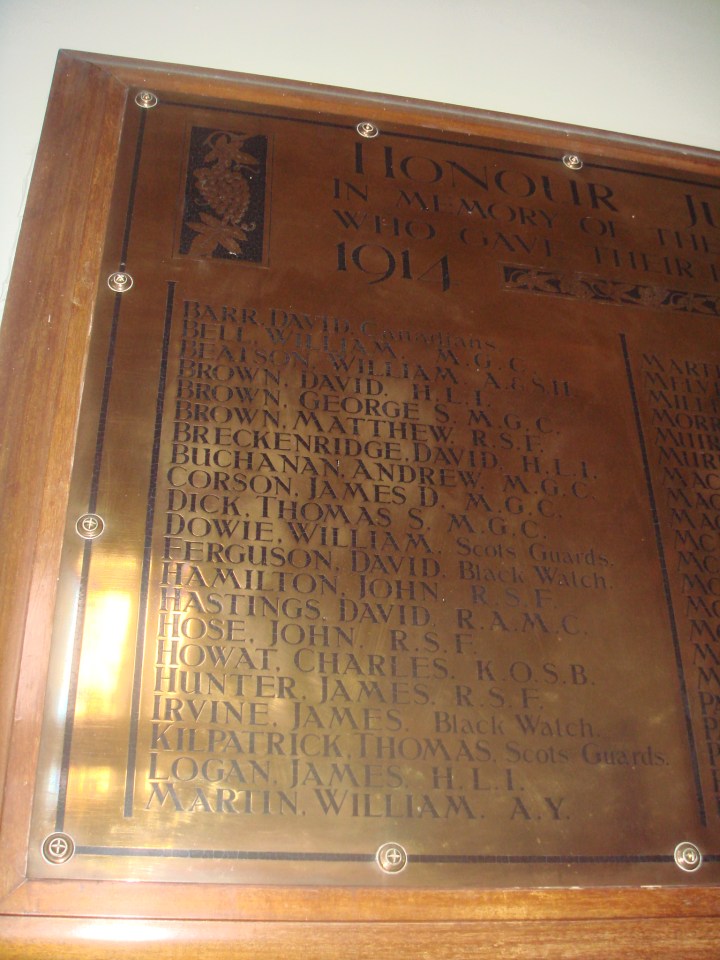 HONOUR
IN MEMORY OF THE
WHO GAVE THEIR
1914
BARR, DAVID. Canadians.
BELL, WILLIAM. M.G.C.
BEATSON, WILLIAM. A.&S.H.
BROWN, DAVID. H.L.I.
BROWN, GEORGE S. M.G.C.
BROWN, MATTHEW. R.S.F.
BRECKENRIDGE, DAVID. H.L.I.
BUCHANAN, ANDREW. M.G.C.
CORSON, JAMES D. M.G.C.
DICK, THOMAS S. M.G.C.
DOWIE, WILLIAM. Scots Guards.
FERGUSON, DAVID. Black Watch.
HAMILTON, JOHN. R.S.F.
HASTINGS, DAVID. R.A.M.C.
HOSE, JOHN. R.S.F.
HOWAT, CHARLES. K.O.S.B.
HUNTER, JAMES. R.S.F.
IRVINE, JAMES. Black Watch.
KILPATRICK, THOMAS. Scots Guards.
LOGAN, JAMES. H.L.I.
MARTIN, WILLIAM. A.Y.